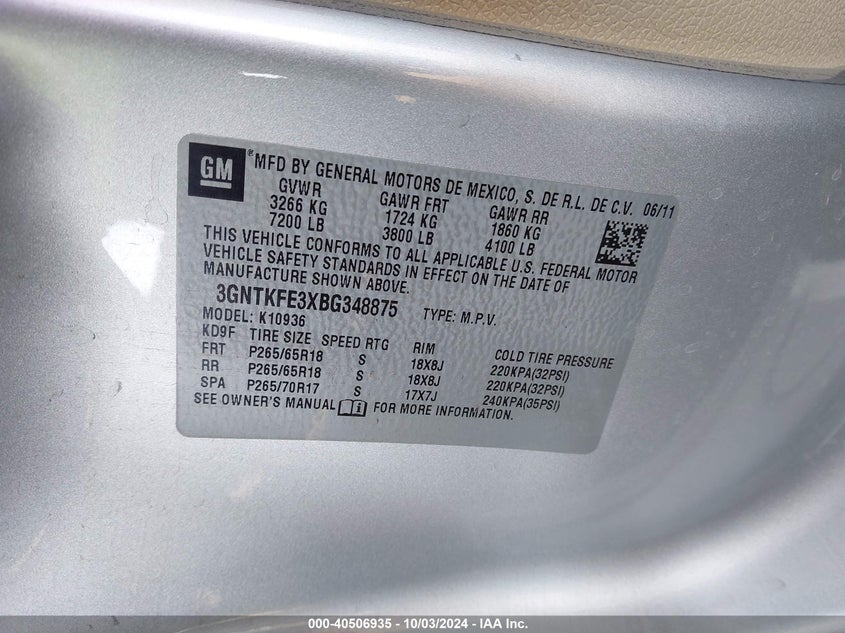 GM ®MFD BY GENERAL MOTORS DE MEXICO, S. DE R.L. DE C.V. 06/11
GVWR GAWR FRT GAWR RR
3266 KG 1724 KG 1860 KG
7200 LB 3800 LB 4100 LB
THIS VEHICLE CONFORMS TO ALL APPLICABLE U.S. FEDERAL MOTOR
VEHICLE SAFETY STANDARDS IN EFFECT ON THE DATE OF
MANUFACTURE SHOWN ABOVE.
3GNTKFE3XBG348875 TYPE: M.P.V.
MODEL: K10936
KD9F TIRE SIZE SPEED RTG RIM COLD TIRE PRESSURE
FRT P265/65R18 S 18X8J 220KPA(32PSI)
RR P265/65R18 S 18X8J 220KPA(32PSI)
SPA P265/70R17 S 17X7J 240KPA(35PSI)
SEE OWNER'S MANUAL FOR MORE INFORMATION.
000-40506935 - 10/03/2024 - IAA Inc.